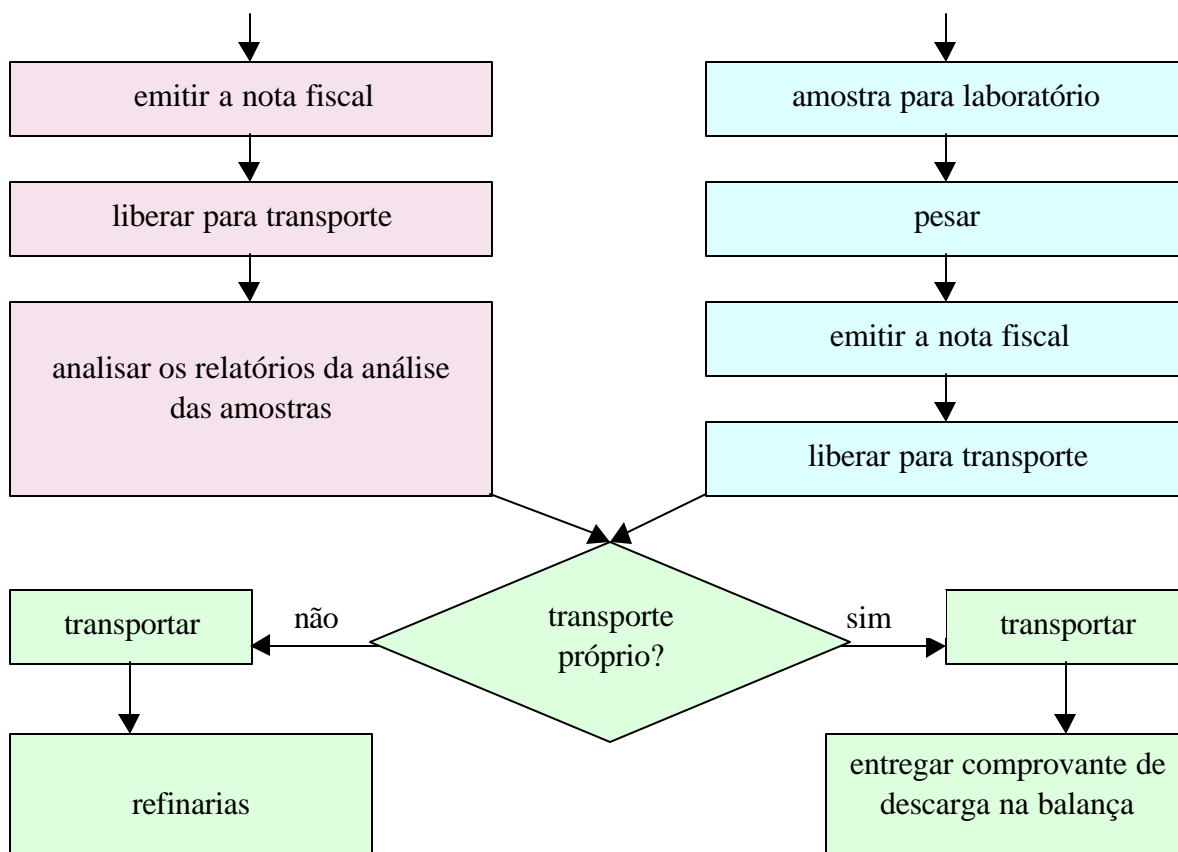 emitir a nota fiscal
amostra para laboratório
liberar para transporte
pesar
emitir a nota fiscal
analisar os relatórios da análise
das amostras
liberar para transporte
transportar
não
transporte
próprio?
sim
transportar
refinarias
entregar comprovante de
descarga na balança